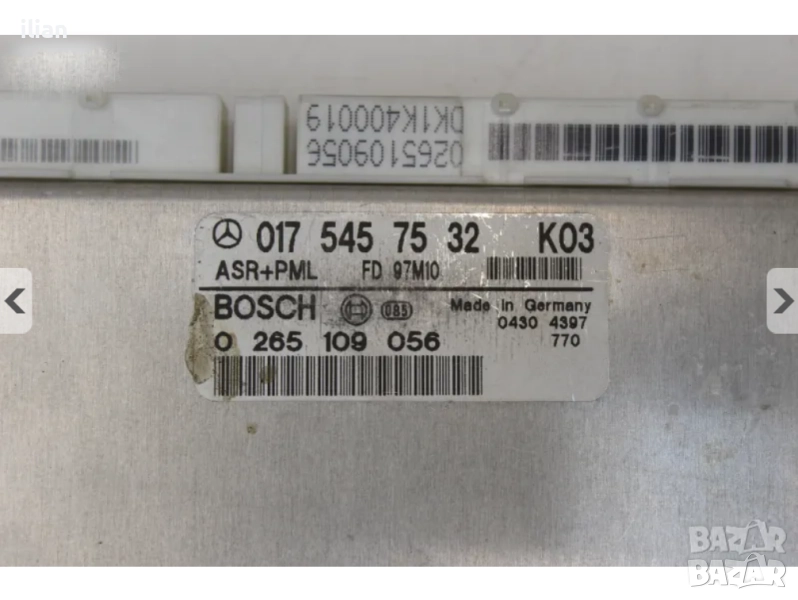 ilian
DK1K400019
0265109056
017 545 75 32 K03
ASR+PML FD 97M10
BOSCH 085 Made in Germany
0430 4397
0 265 109 056 770
BAZAR
BAZAR